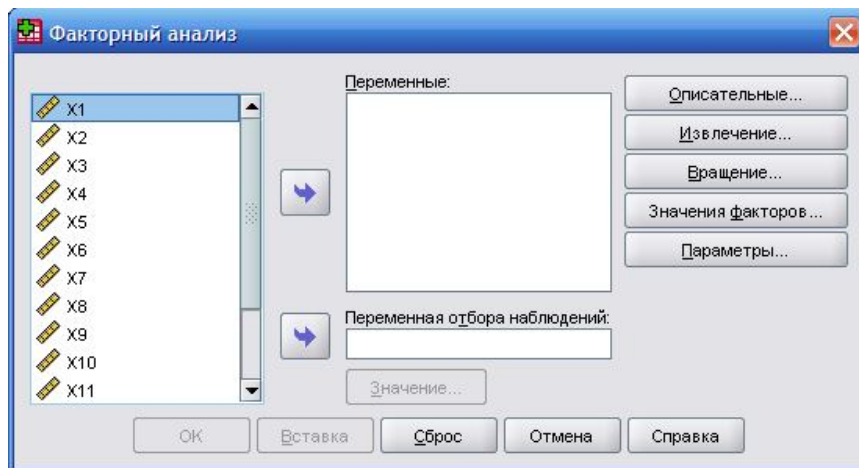 Факторный анализ
X1
X2
X3
X4
X5
X6
X7
X8
X9
X10
X11
Переменные:
Переменная отбора наблюдений:
Значение...
Описательные...
Извлечение...
Вращение...
Значения факторов...
Параметры...
OK
Вставка
Сброс
Отмена
Справка